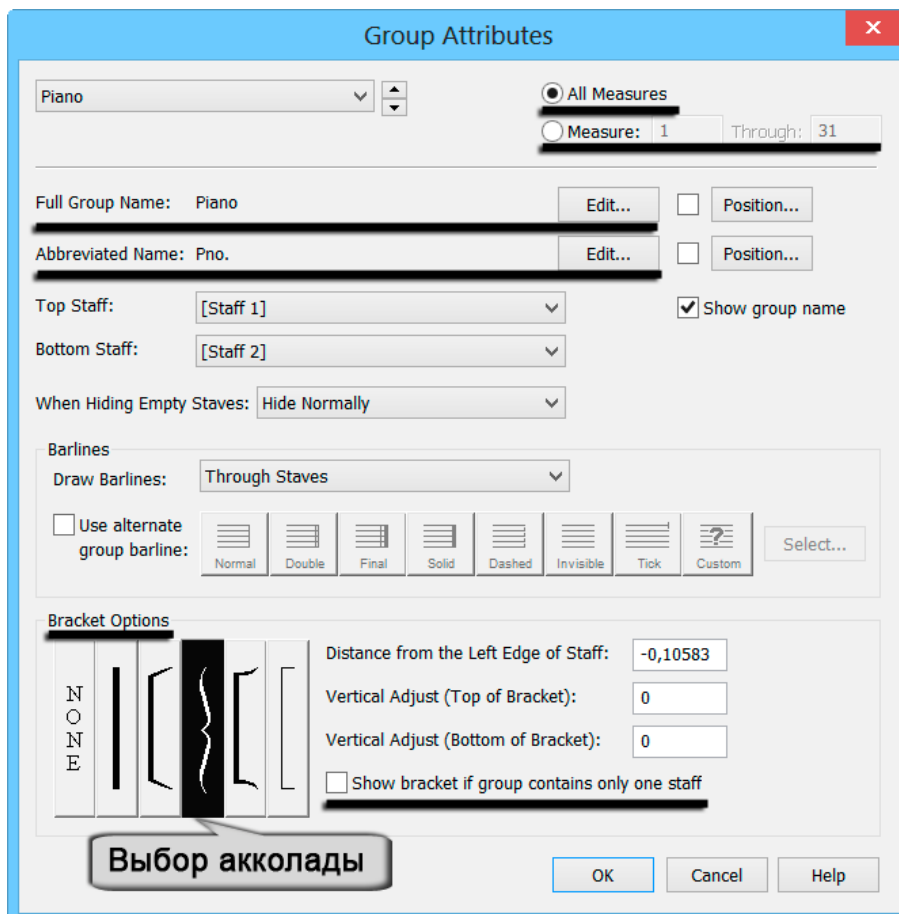 Group Attributes
Piano
All Measures
Measure: 1 Through: 31
Full Group Name: Piano Edit... Position...
Abbreviated Name: Pno. Edit... Position...
Top Staff: [Staff 1] Show group name
Bottom Staff: [Staff 2]
When Hiding Empty Staves: Hide Normally
Barlines
Draw Barlines: Through Staves
Use alternate
group barline:
Normal Double Final Solid Dashed Invisible Tick Custom
Select...
Bracket Options
NONE
Distance from the Left Edge of Staff: -0,10583
Vertical Adjust (Top of Bracket): 0
Vertical Adjust (Bottom of Bracket): 0
Show bracket if group contains only one staff
Выбор акколады
OK Cancel Help